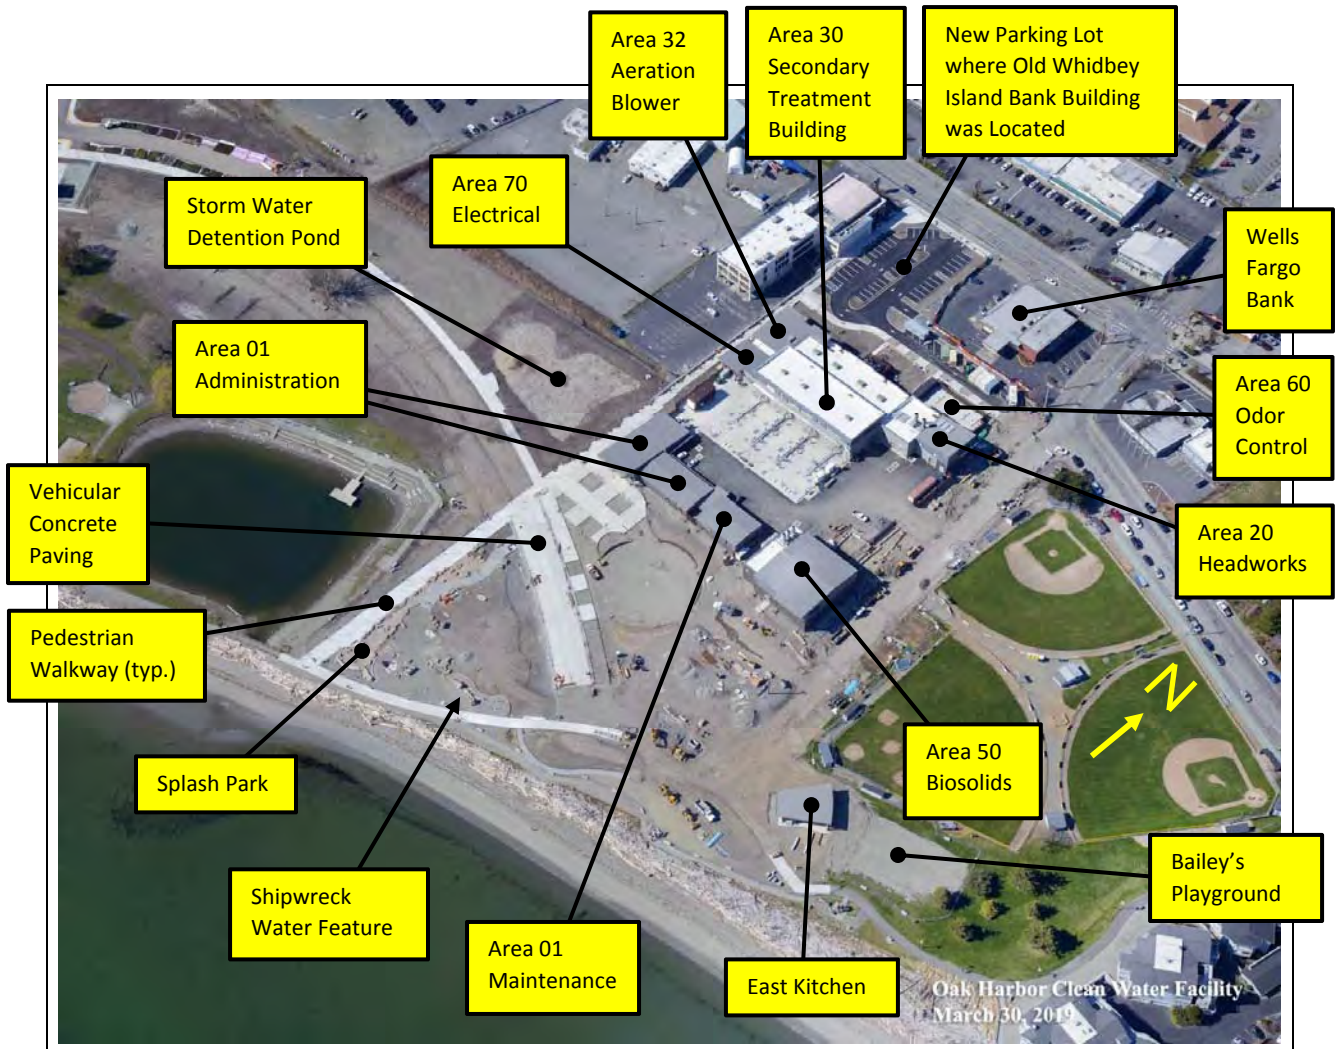 Area 32
Aeration
Blower
Area 30
Secondary
Treatment
Building
New Parking Lot
where Old Whidbey
Island Bank Building
was Located
Storm Water
Detention Pond
Area 70
Electrical
Wells
Fargo
Bank
Area 01
Administration
Area 60
Odor
Control
Vehicular
Concrete
Paving
Area 20
Headworks
Pedestrian
Walkway (typ.)
N
Splash Park
Area 50
Biosolids
Shipwreck
Water Feature
Area 01
Maintenance
East Kitchen
Bailey’s
Playground
Oak Harbor Clean Water Facility
March 30, 2019